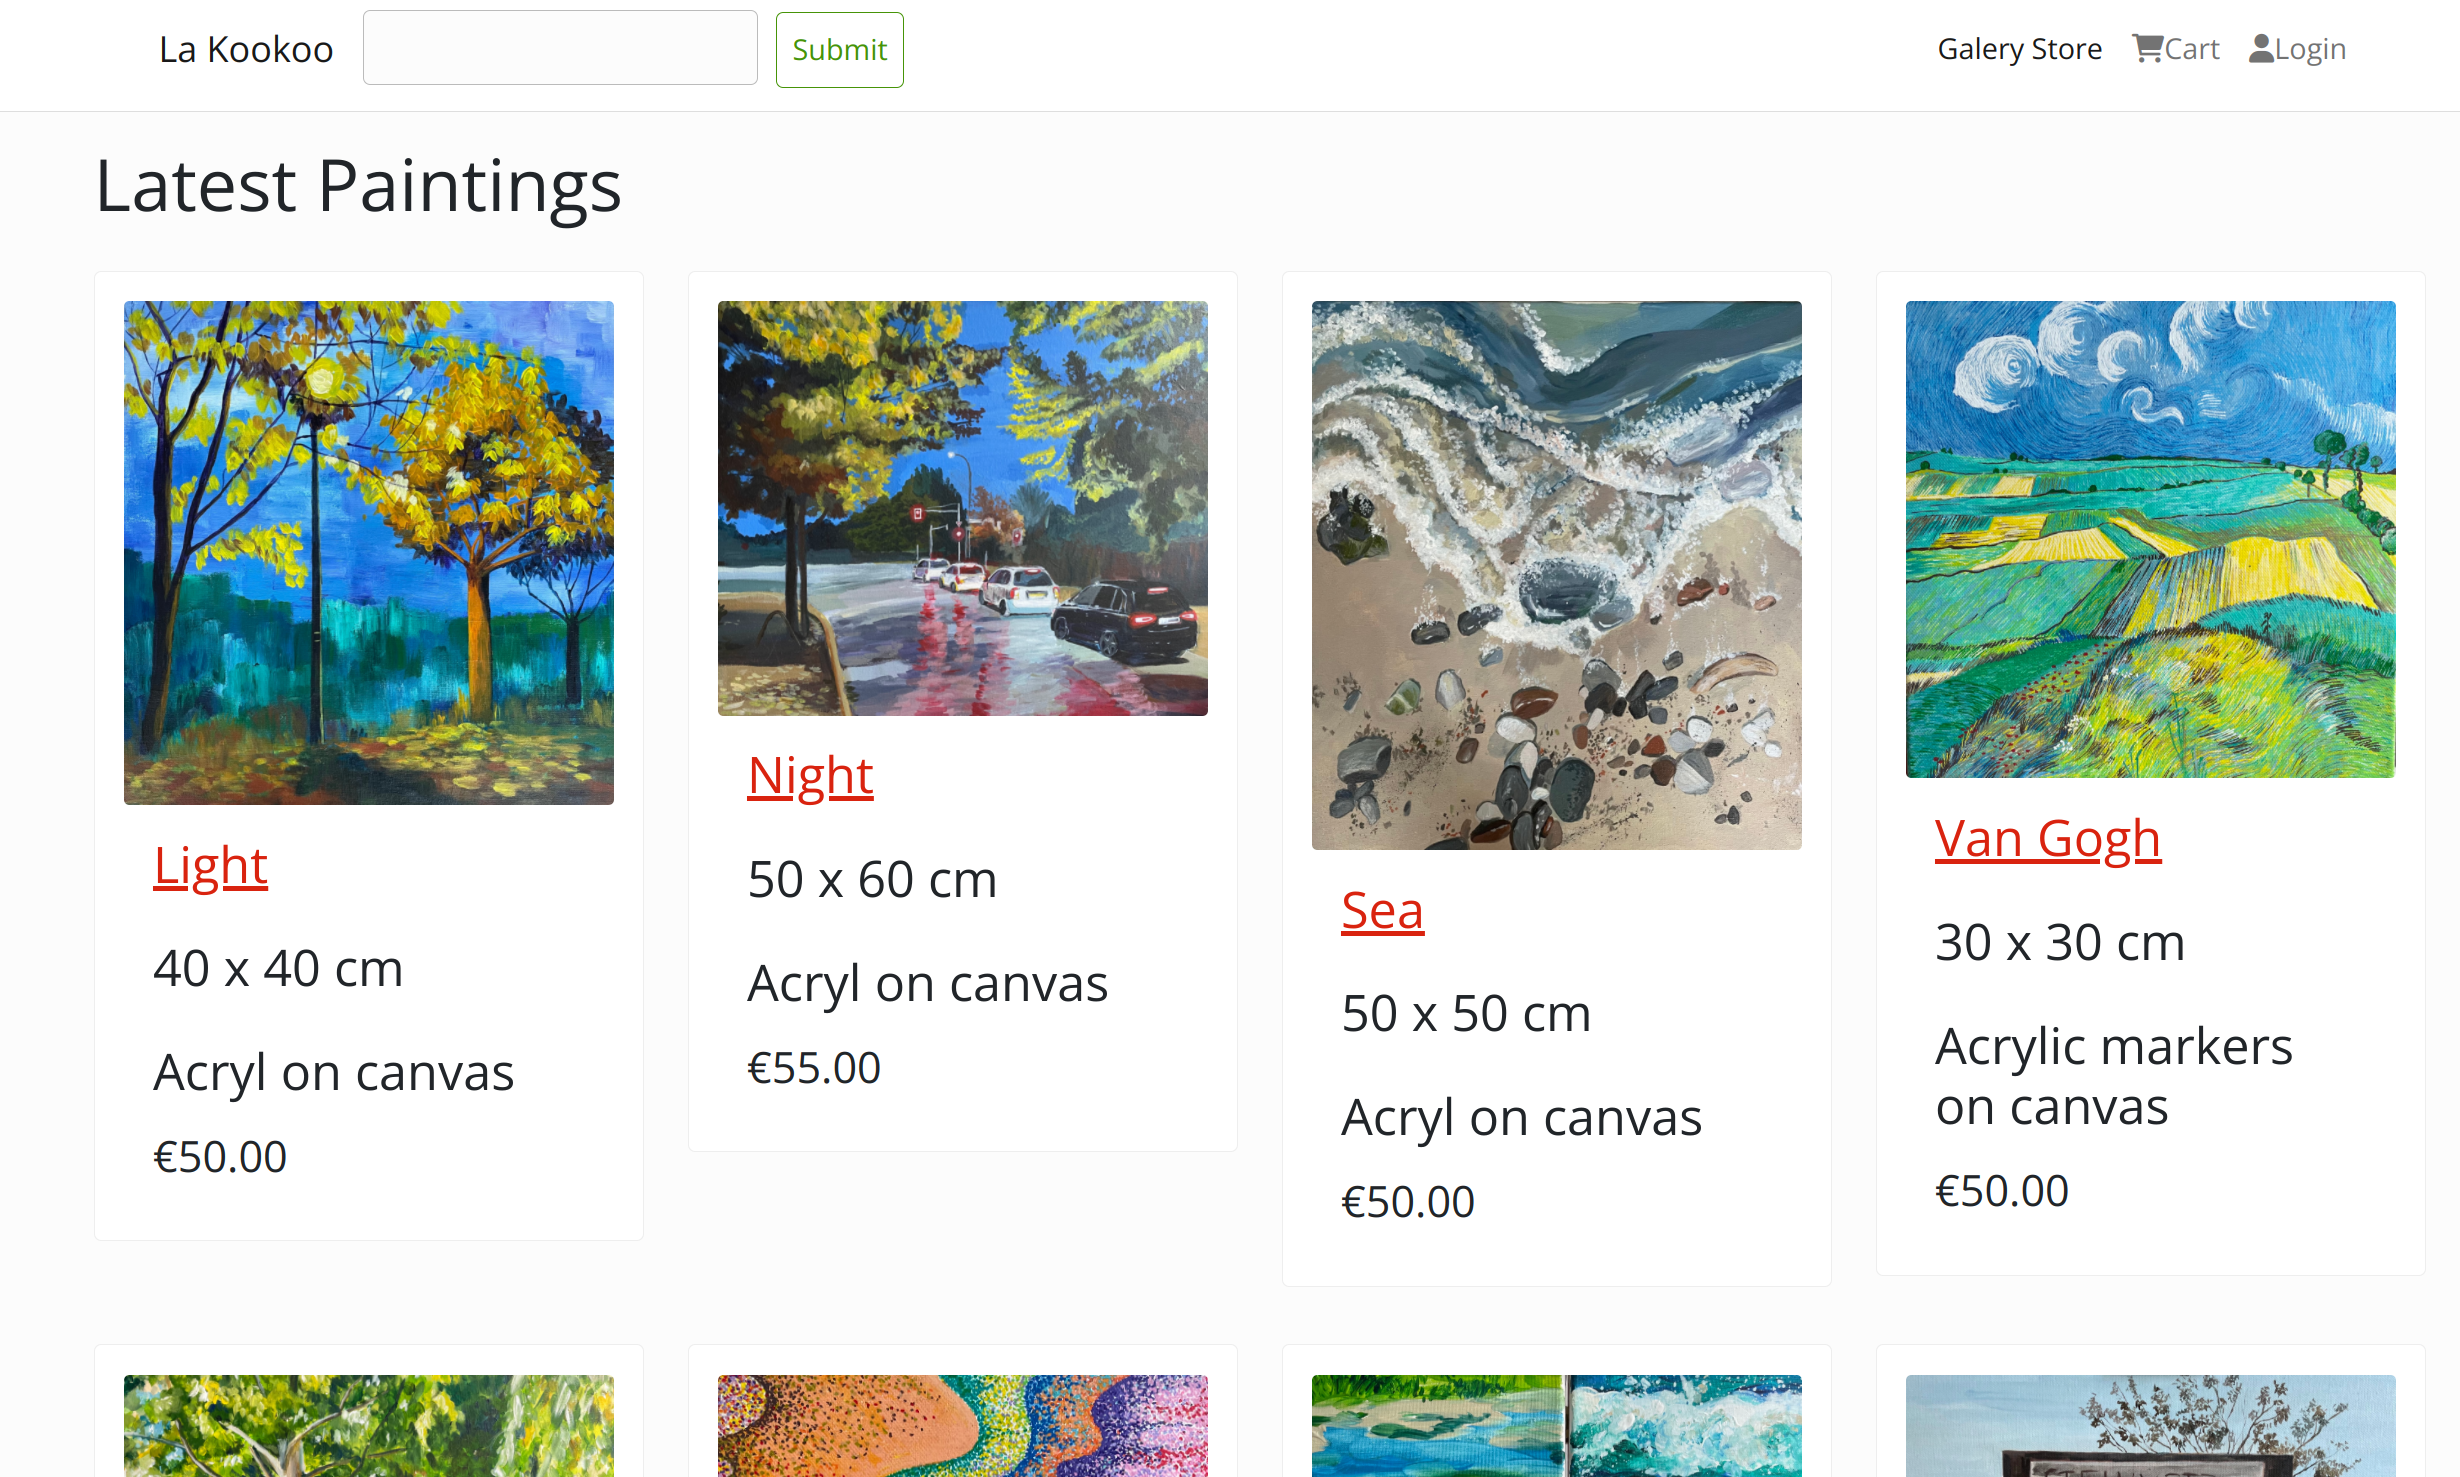 La Kookoo Submit Galery Store Cart Login
Latest Paintings
Light
40 x 40 cm
Acryl on canvas
€50.00
Night
50 x 60 cm
Acryl on canvas
€55.00
Sea
50 x 50 cm
Acryl on canvas
€50.00
Van Gogh
30 x 30 cm
Acrylic markers
on canvas
€50.00